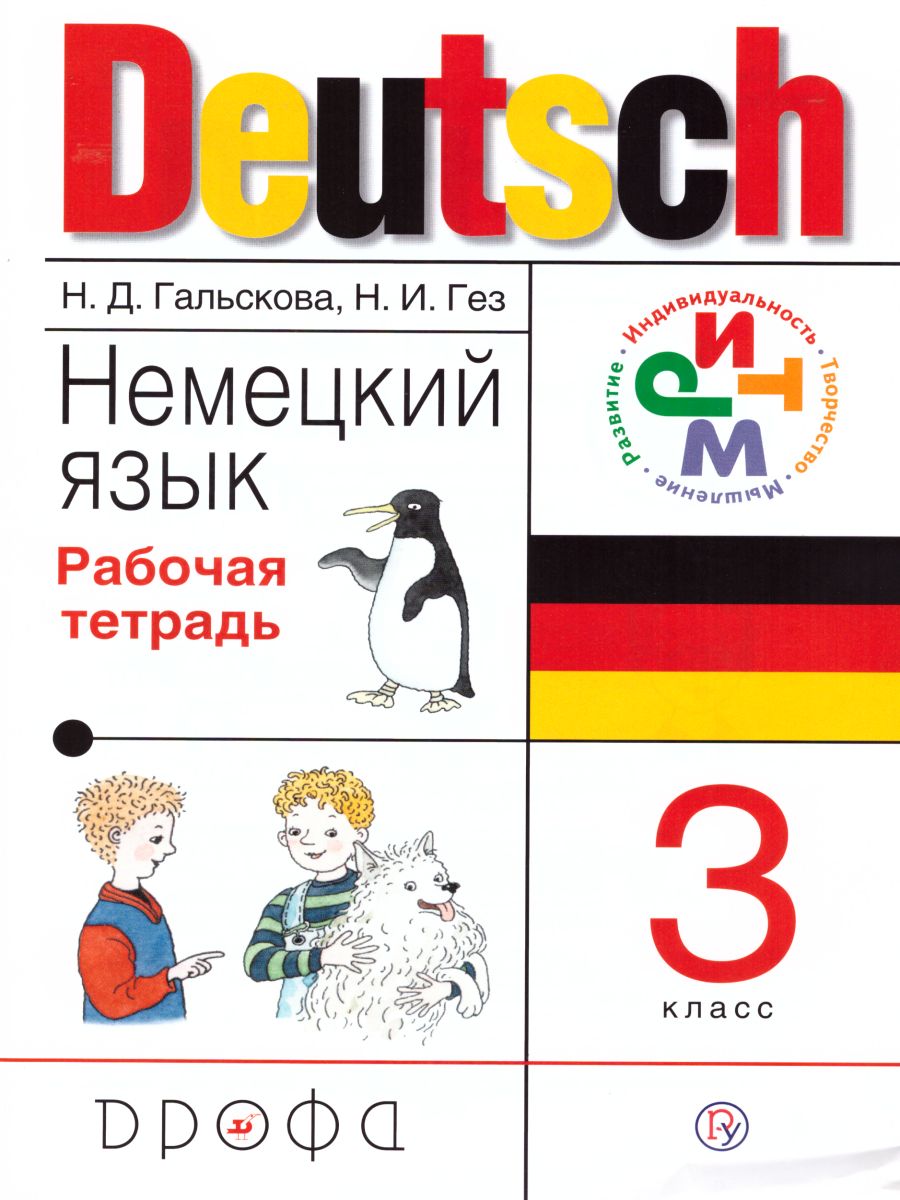 Deutsch
Н. Д. Гальскова, Н. И. Гез
Немецкий
язык
Рабочая
тетрадь
Развитие · Индивидуальность · Творчество · Мышление ·
РИТМ
3
класс
ДРОФА
Р-У